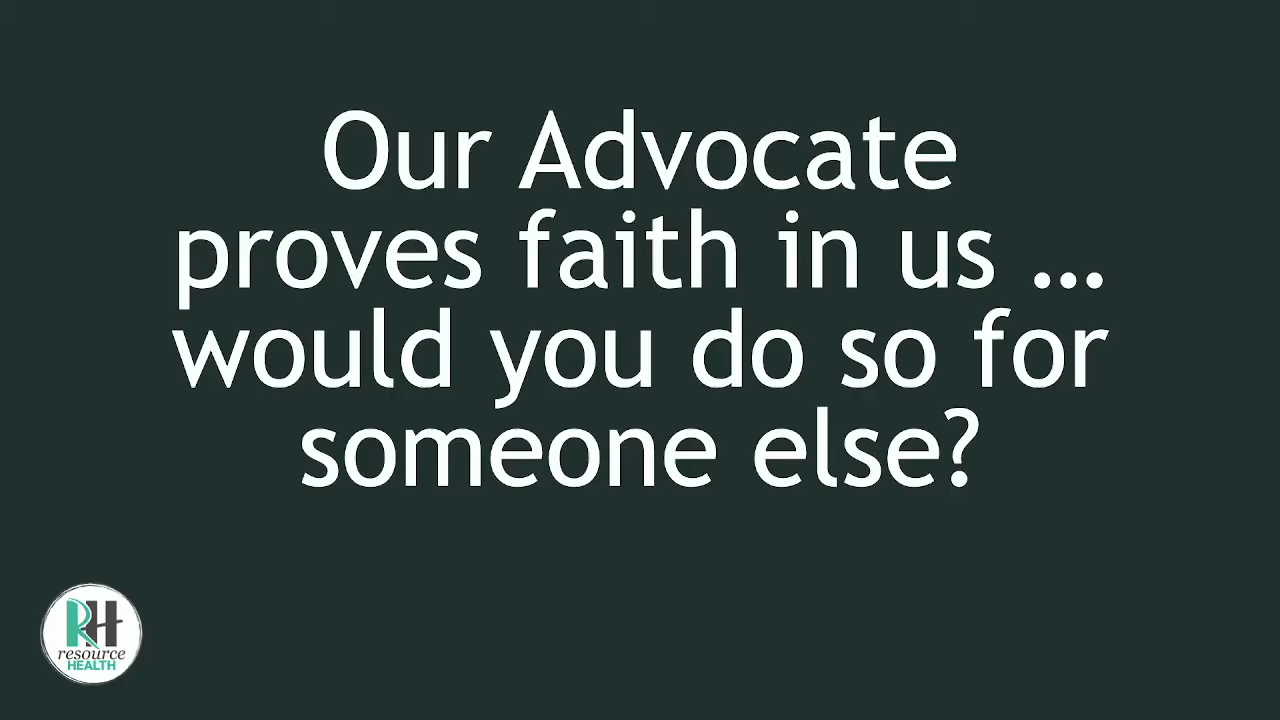 Our Advocate
proves faith in us ...
would you do so for
someone else?
RH
resource
HEALTH